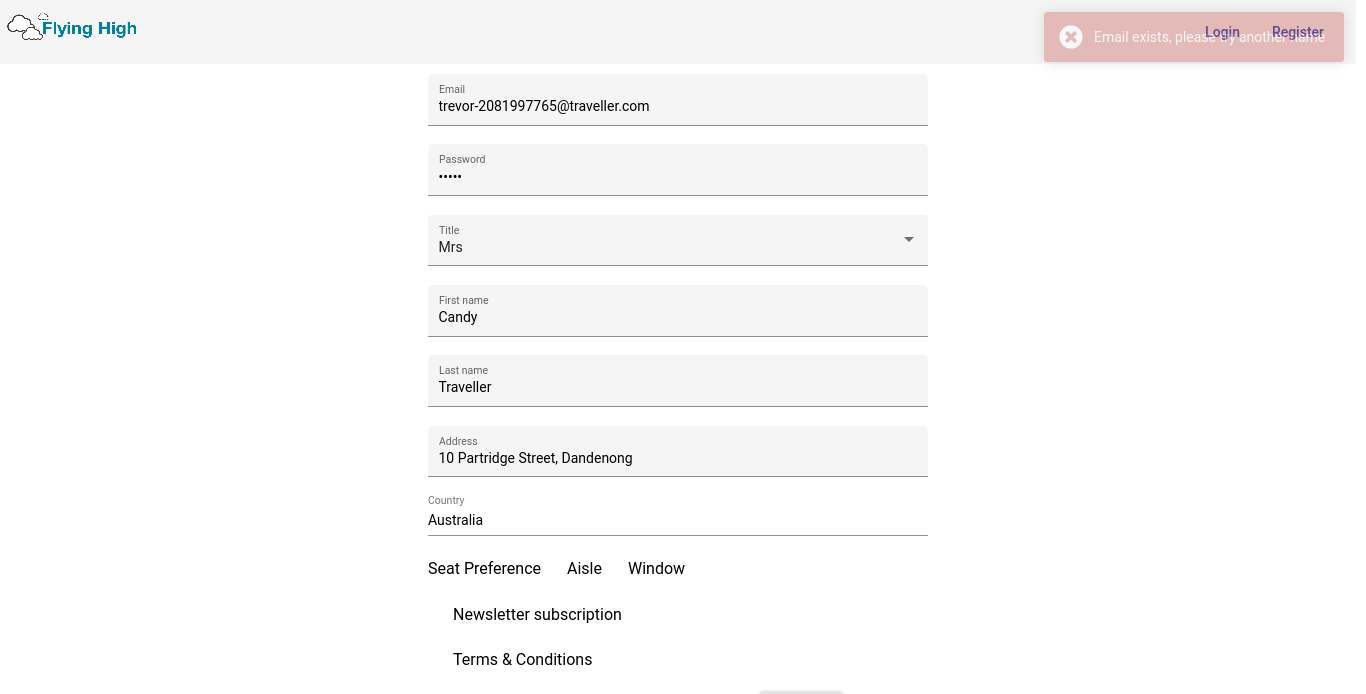 Flying High
Login Register
Email exists, please try another name
Email
trevor-2081997765@traveller.com
Password
•••••
Title
Mrs
First name
Candy
Last name
Traveller
Address
10 Partridge Street, Dandenong
Country
Australia
Seat Preference Aisle Window
Newsletter subscription
Terms & Conditions